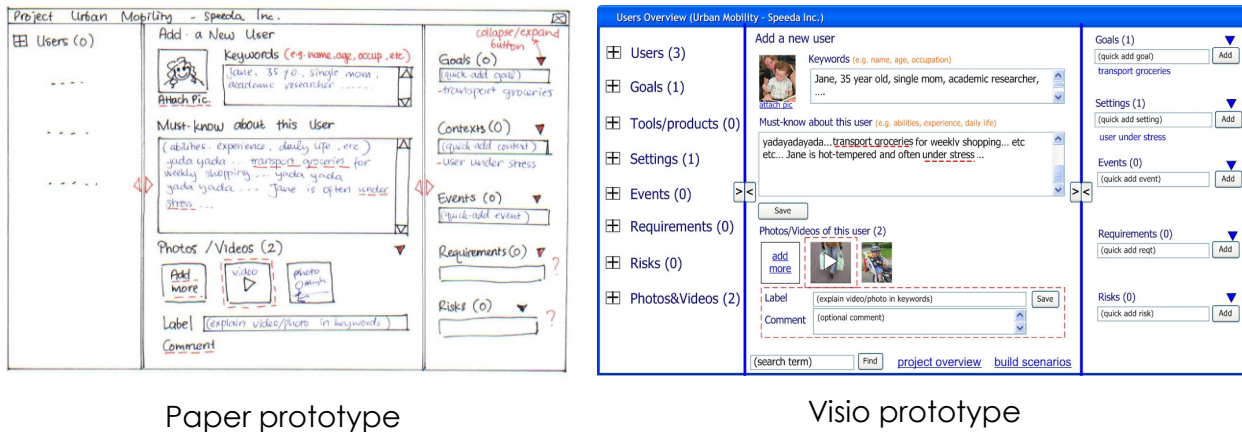 Project Urban Mobility - Speeda Inc.
Users (0)
Add a New User
Keywords (e.g. name, age, occup, etc)
Jane, 35 y.o., single mom,
academic researcher ......
Attach Pic.
Must-know about this User
(abilities, experience, daily life, etc)
yada yada ... transport groceries for
weekly shopping ... yada yada
yada yada ... Jane is often under
stress ...
Photos / Videos (2)
Add
more
video
photo
Label (explain video/photo in keywords)
Comment
collapse/expand
button
Goals (0)
(quick-add goal)
-transport groceries
Contexts (0)
(quick-add context)
-user under stress
Events (0)
(quick-add event)
Requirements (0) ?
Risks (0) ?
Paper prototype
Users Overview (Urban Mobility - Speeda Inc.)
Users (3)
Goals (1)
Tools/products (0)
Settings (1)
Events (0)
Requirements (0)
Risks (0)
Photos&Videos (2)
Add a new user
Keywords (e.g. name, age, occupation)
Jane, 35 year old, single mom, academic researcher,
....
attach pic
Must-know about this user (e.g. abilities, experience, daily life)
yadayadayada...transport groceries for weekly shopping... etc
etc... Jane is hot-tempered and often under stress ...
> <
> <
Save
Photos/Videos of this user (2)
add
more
Label (explain video/photo in keywords) Save
Comment (optional comment)
(search term) Find project overview build scenarios
Goals (1)
(quick add goal) Add
transport groceries
Settings (1)
(quick add setting) Add
user under stress
Events (0)
(quick add event) Add
Requirements (0)
(quick add reqt) Add
Risks (0)
(quick add risk) Add
Visio prototype